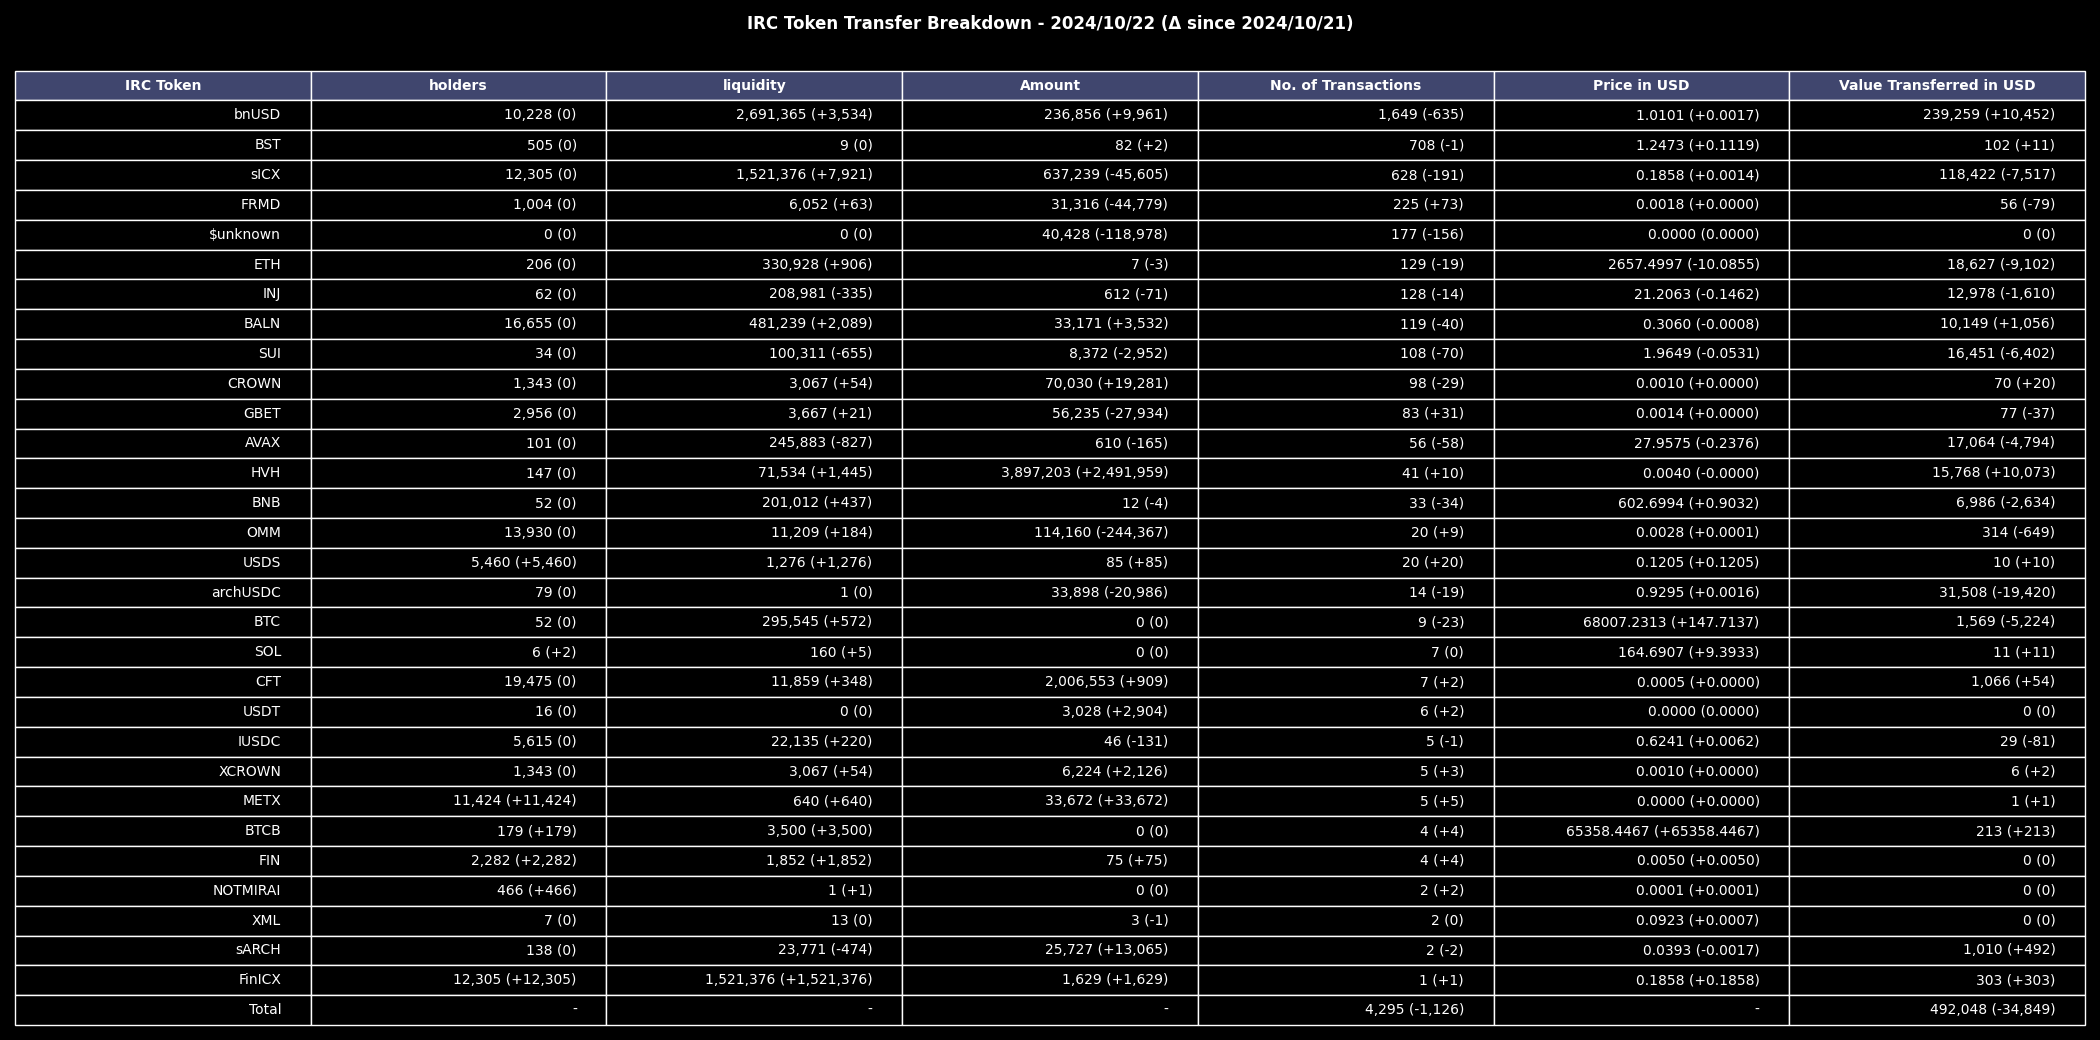 IRC Token Transfer Breakdown - 2024/10/22 (Δ since 2024/10/21)
IRC Token holders liquidity Amount No. of Transactions Price in USD Value Transferred in USD
bnUSD 10,228 (0) 2,691,365 (+3,534) 236,856 (+9,961) 1,649 (-635) 1.0101 (+0.0017) 239,259 (+10,452)
BST 505 (0) 9 (0) 82 (+2) 708 (-1) 1.2473 (+0.1119) 102 (+11)
sICX 12,305 (0) 1,521,376 (+7,921) 637,239 (-45,605) 628 (-191) 0.1858 (+0.0014) 118,422 (-7,517)
FRMD 1,004 (0) 6,052 (+63) 31,316 (-44,779) 225 (+73) 0.0018 (+0.0000) 56 (-79)
$unknown 0 (0) 0 (0) 40,428 (-118,978) 177 (-156) 0.0000 (0.0000) 0 (0)
ETH 206 (0) 330,928 (+906) 7 (-3) 129 (-19) 2657.4997 (-10.0855) 18,627 (-9,102)
INJ 62 (0) 208,981 (-335) 612 (-71) 128 (-14) 21.2063 (-0.1462) 12,978 (-1,610)
BALN 16,655 (0) 481,239 (+2,089) 33,171 (+3,532) 119 (-40) 0.3060 (-0.0008) 10,149 (+1,056)
SUI 34 (0) 100,311 (-655) 8,372 (-2,952) 108 (-70) 1.9649 (-0.0531) 16,451 (-6,402)
CROWN 1,343 (0) 3,067 (+54) 70,030 (+19,281) 98 (-29) 0.0010 (+0.0000) 70 (+20)
GBET 2,956 (0) 3,667 (+21) 56,235 (-27,934) 83 (+31) 0.0014 (+0.0000) 77 (-37)
AVAX 101 (0) 245,883 (-827) 610 (-165) 56 (-58) 27.9575 (-0.2376) 17,064 (-4,794)
HVH 147 (0) 71,534 (+1,445) 3,897,203 (+2,491,959) 41 (+10) 0.0040 (-0.0000) 15,768 (+10,073)
BNB 52 (0) 201,012 (+437) 12 (-4) 33 (-34) 602.6994 (+0.9032) 6,986 (-2,634)
OMM 13,930 (0) 11,209 (+184) 114,160 (-244,367) 20 (+9) 0.0028 (+0.0001) 314 (-649)
USDS 5,460 (+5,460) 1,276 (+1,276) 85 (+85) 20 (+20) 0.1205 (+0.1205) 10 (+10)
archUSDC 79 (0) 1 (0) 33,898 (-20,986) 14 (-19) 0.9295 (+0.0016) 31,508 (-19,420)
BTC 52 (0) 295,545 (+572) 0 (0) 9 (-23) 68007.2313 (+147.7137) 1,569 (-5,224)
SOL 6 (+2) 160 (+5) 0 (0) 7 (0) 164.6907 (+9.3933) 11 (+11)
CFT 19,475 (0) 11,859 (+348) 2,006,553 (+909) 7 (+2) 0.0005 (+0.0000) 1,066 (+54)
USDT 16 (0) 0 (0) 3,028 (+2,904) 6 (+2) 0.0000 (0.0000) 0 (0)
IUSDC 5,615 (0) 22,135 (+220) 46 (-131) 5 (-1) 0.6241 (+0.0062) 29 (-81)
XCROWN 1,343 (0) 3,067 (+54) 6,224 (+2,126) 5 (+3) 0.0010 (+0.0000) 6 (+2)
METX 11,424 (+11,424) 640 (+640) 33,672 (+33,672) 5 (+5) 0.0000 (+0.0000) 1 (+1)
BTCB 179 (+179) 3,500 (+3,500) 0 (0) 4 (+4) 65358.4467 (+65358.4467) 213 (+213)
FIN 2,282 (+2,282) 1,852 (+1,852) 75 (+75) 4 (+4) 0.0050 (+0.0050) 0 (0)
NOTMIRAI 466 (+466) 1 (+1) 0 (0) 2 (+2) 0.0001 (+0.0001) 0 (0)
XML 7 (0) 13 (0) 3 (-1) 2 (0) 0.0923 (+0.0007) 0 (0)
sARCH 138 (0) 23,771 (-474) 25,727 (+13,065) 2 (-2) 0.0393 (-0.0017) 1,010 (+492)
FinICX 12,305 (+12,305) 1,521,376 (+1,521,376) 1,629 (+1,629) 1 (+1) 0.1858 (+0.1858) 303 (+303)
Total - - - 4,295 (-1,126) - 492,048 (-34,849)